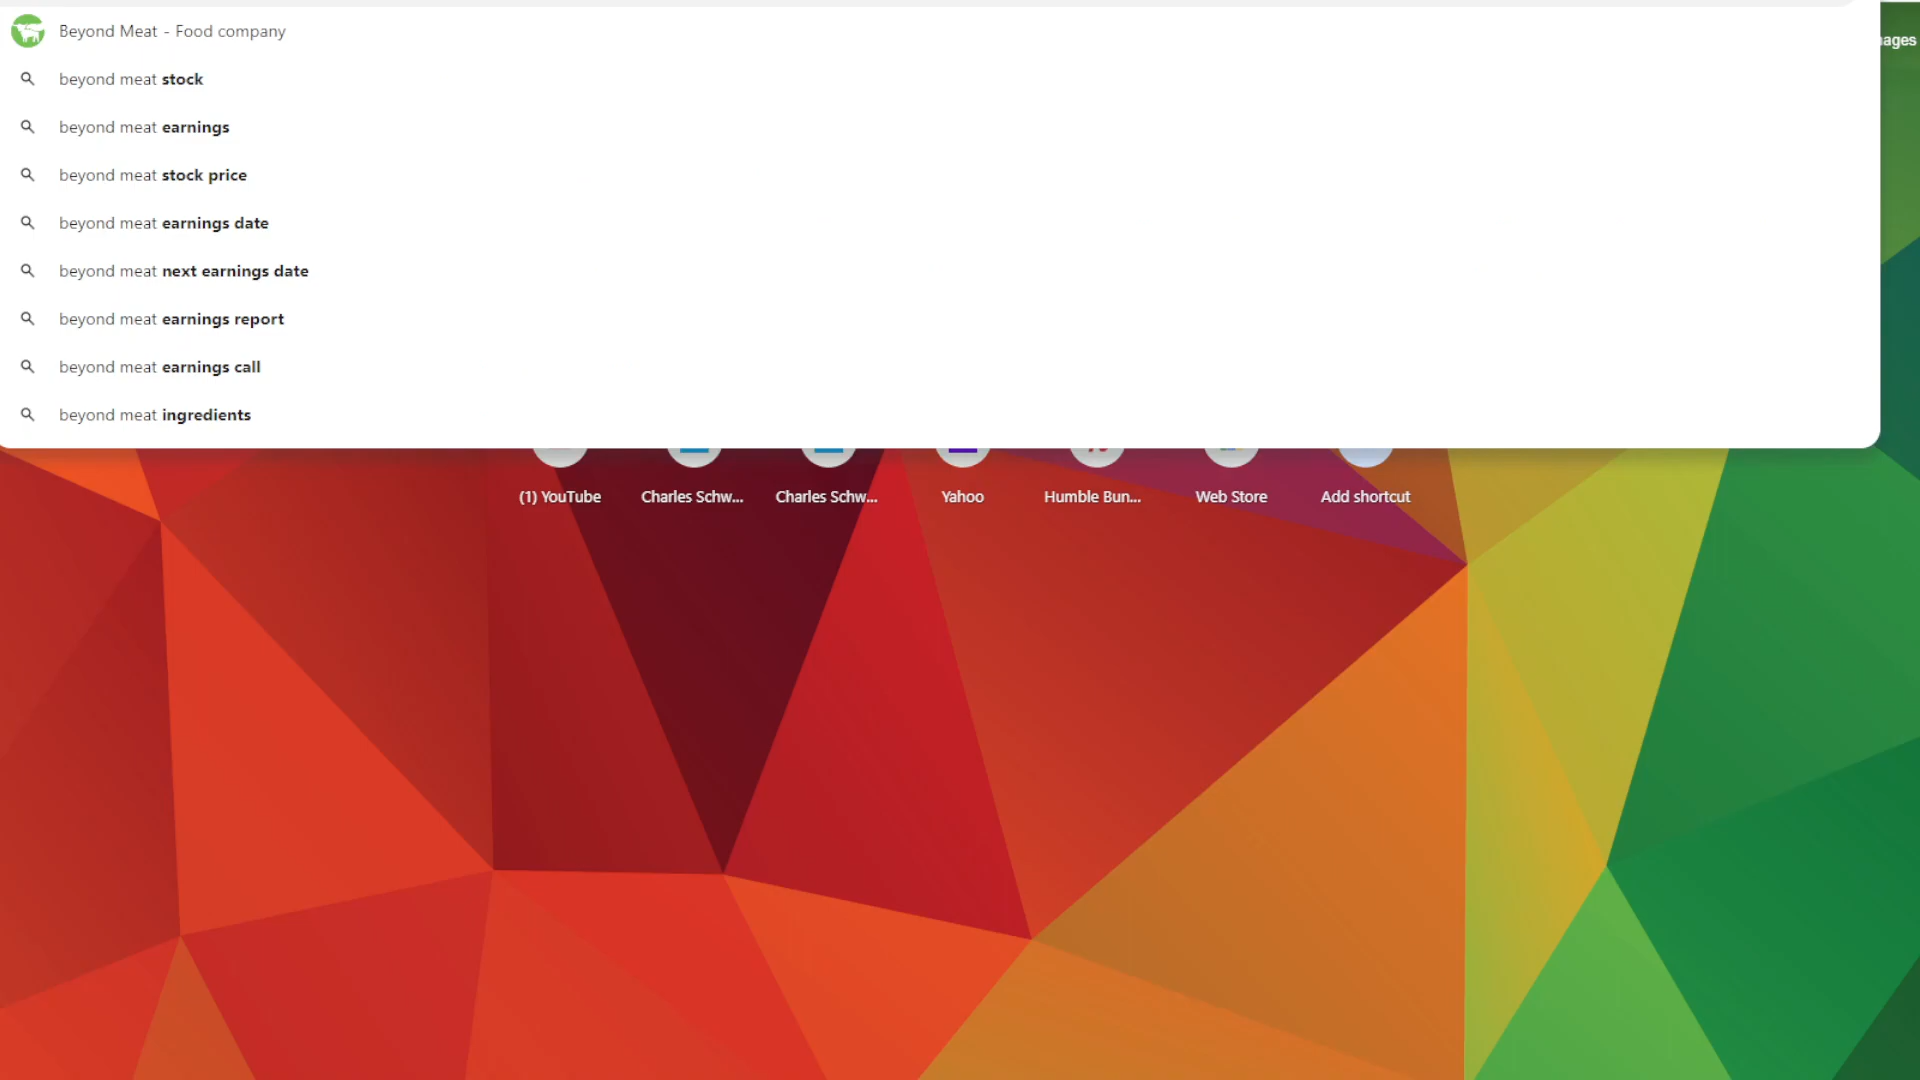 Beyond Meat - Food company
beyond meat stock
beyond meat earnings
beyond meat stock price
beyond meat earnings date
beyond meat next earnings date
beyond meat earnings report
beyond meat earnings call
beyond meat ingredients
(1) YouTube
Charles Schw...
Charles Schw...
Yahoo
Humble Bun...
Web Store
Add shortcut